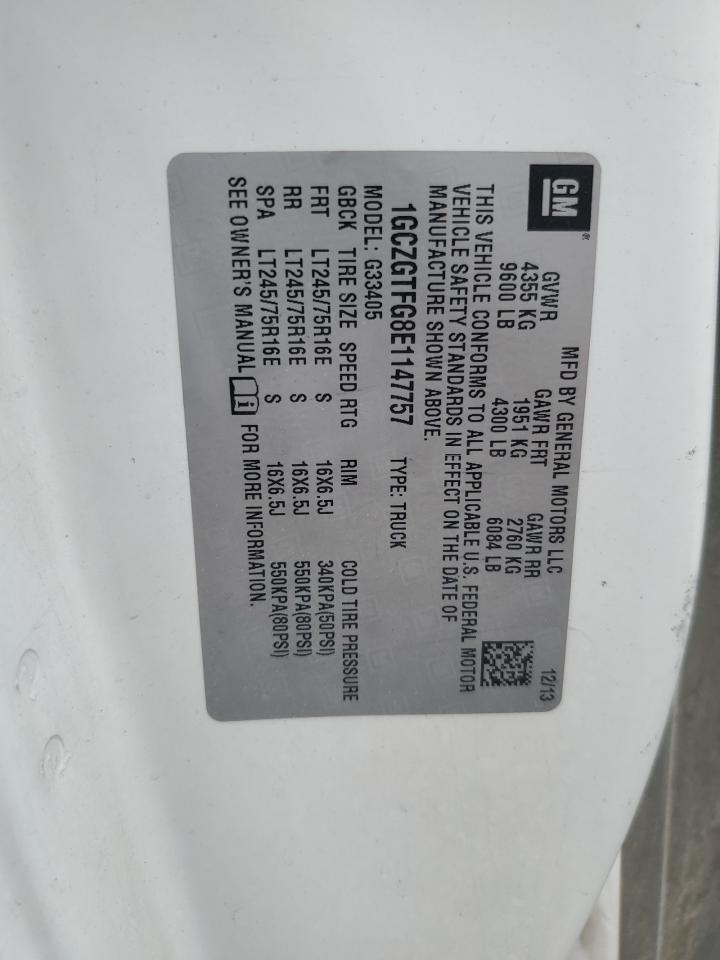 GM®
MFD BY GENERAL MOTORS LLC 12/13
GVWR GAWR FRT GAWR RR
4355 KG 1951 KG 2760 KG
9600 LB 4300 LB 6084 LB
THIS VEHICLE CONFORMS TO ALL APPLICABLE U.S. FEDERAL MOTOR
VEHICLE SAFETY STANDARDS IN EFFECT ON THE DATE OF
MANUFACTURE SHOWN ABOVE.
1GCZGTFG8E1147757 TYPE: TRUCK
MODEL: G33405
GBCK TIRE SIZE SPEED RTG RIM COLD TIRE PRESSURE
FRT LT245/75R16E S 16X6.5J 340KPA(50PSI)
RR LT245/75R16E S 16X6.5J 550KPA(80PSI)
SPA LT245/75R16E S 16X6.5J 550KPA(80PSI)
SEE OWNER'S MANUAL i FOR MORE INFORMATION.